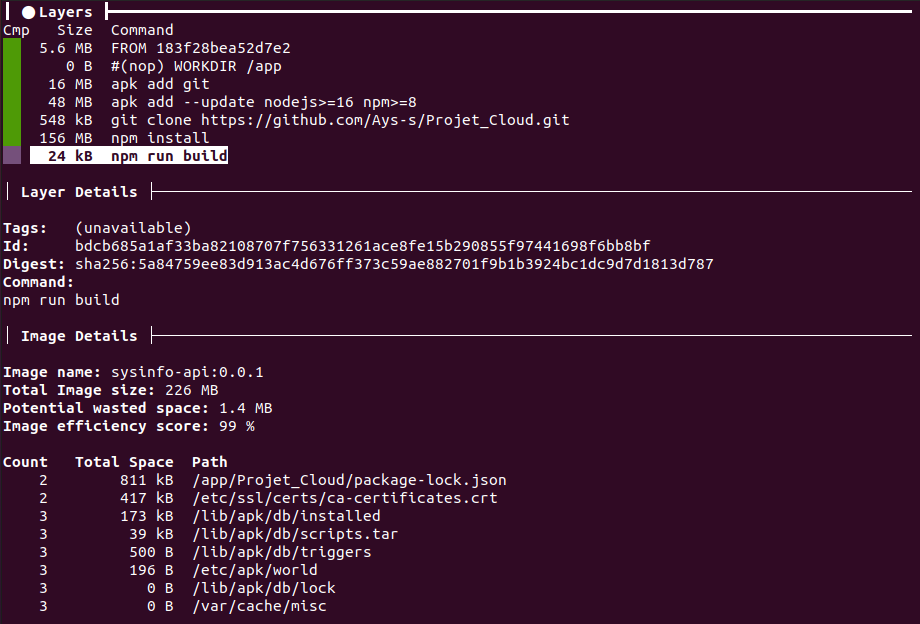 Layers
Cmp Size Command
5.6 MB FROM 183f28bea52d7e2
0 B #(nop) WORKDIR /app
16 MB apk add git
48 MB apk add --update nodejs>=16 npm>=8
548 kB git clone https://github.com/Ays-s/Projet_Cloud.git
156 MB npm install
24 kB npm run build
Layer Details
Tags: (unavailable)
Id: bdcb685a1af33ba82108707f756331261ace8fe15b290855f97441698f6bb8bf
Digest: sha256:5a84759ee83d913ac4d676ff373c59ae882701f9b1b3924bc1dc9d7d1813d787
Command:
npm run build
Image Details
Image name: sysinfo-api:0.0.1
Total Image size: 226 MB
Potential wasted space: 1.4 MB
Image efficiency score: 99 %
Count Total Space Path
2 811 kB /app/Projet_Cloud/package-lock.json
2 417 kB /etc/ssl/certs/ca-certificates.crt
3 173 kB /lib/apk/db/installed
3 39 kB /lib/apk/db/scripts.tar
3 500 B /lib/apk/db/triggers
3 196 B /etc/apk/world
3 0 B /lib/apk/db/lock
3 0 B /var/cache/misc